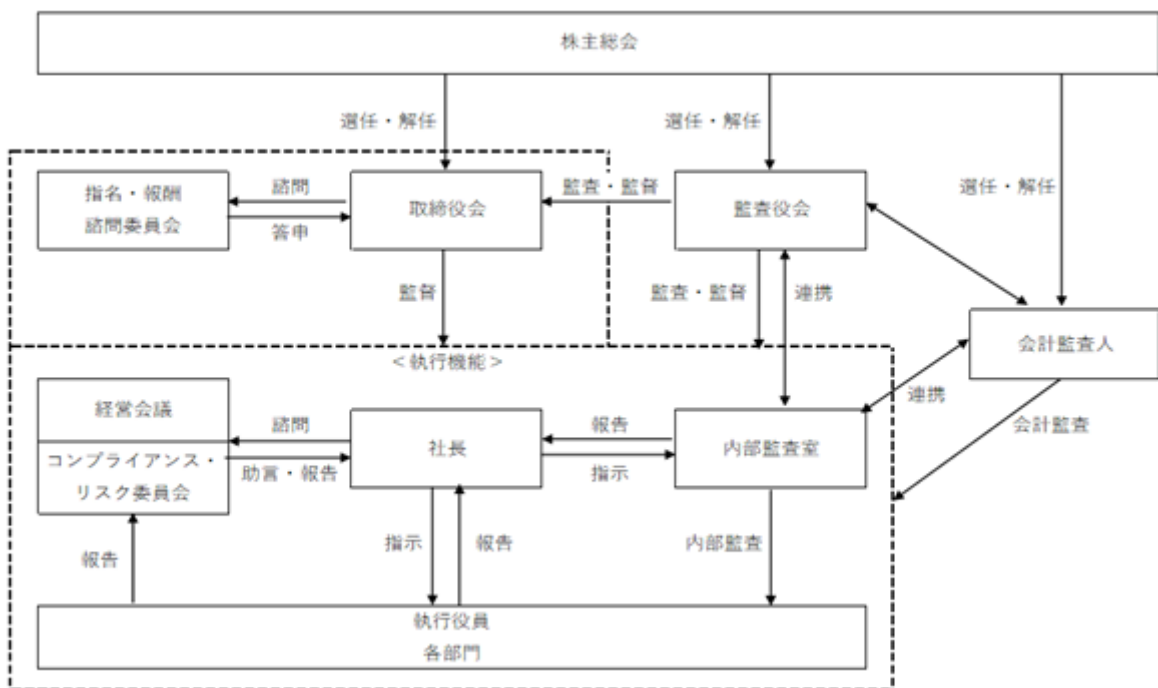 株主総会
選任・解任
選任・解任
選任・解任
指名・報酬
諮問委員会
諮問
答申
取締役会
監査・監督
監査役会
監督
監査・監督
連携
会計監査人
<執行機能>
連携
会計監査
経営会議
コンプライアンス・
リスク委員会
諮問
助言・報告
社長
報告
指示
内部監査室
報告
指示
報告
内部監査
執行役員
各部門